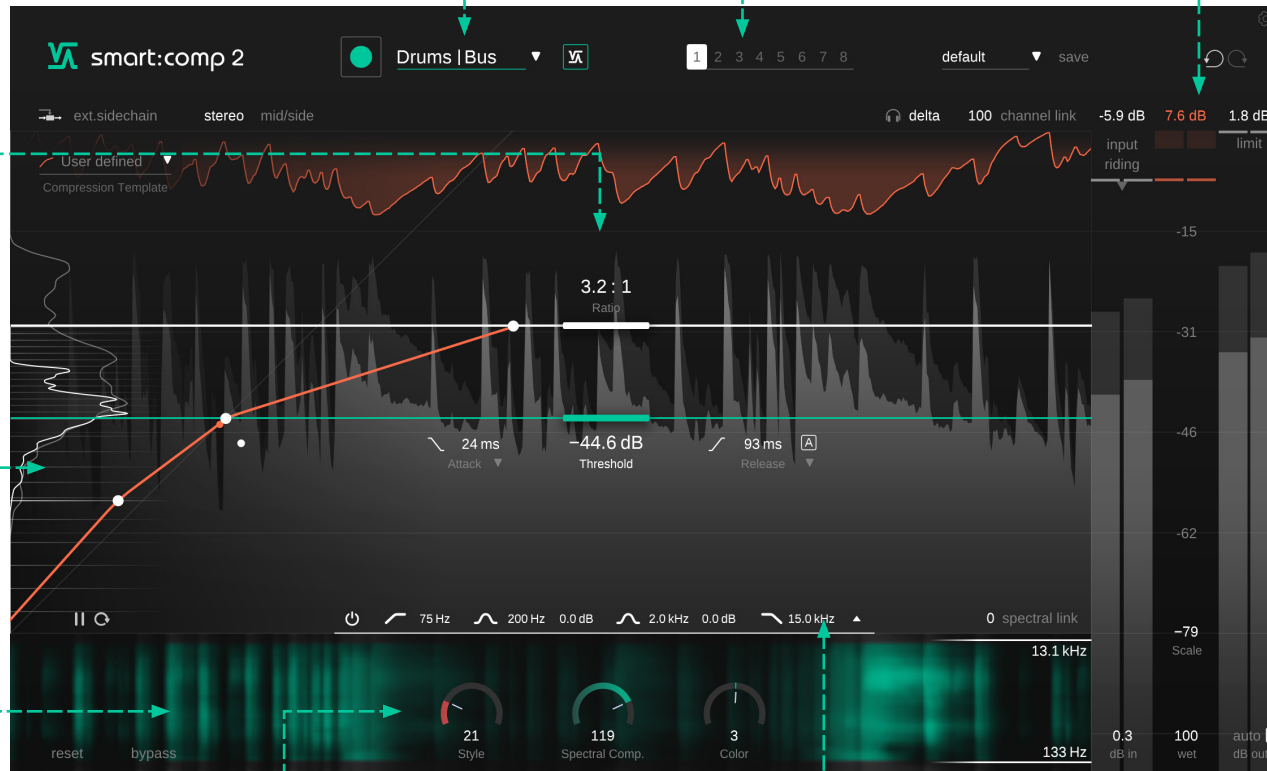 smart:comp 2
Drums | Bus
1 2 3 4 5 6 7 8
default
save
ext.sidechain
stereo
mid/side
delta
100 channel link
-5.9 dB
7.6 dB
1.8 dB
input
riding
limit
User defined
Compression Template
-15
3.2 : 1
Ratio
-31
24 ms
Attack
−44.6 dB
Threshold
93 ms
A
Release
-46
-62
75 Hz
200 Hz
0.0 dB
2.0 kHz
0.0 dB
15.0 kHz
0 spectral link
−79
Scale
13.1 kHz
21
Style
119
Spectral Comp.
3
Color
reset
bypass
133 Hz
0.3
dB in
100
wet
auto
dB out